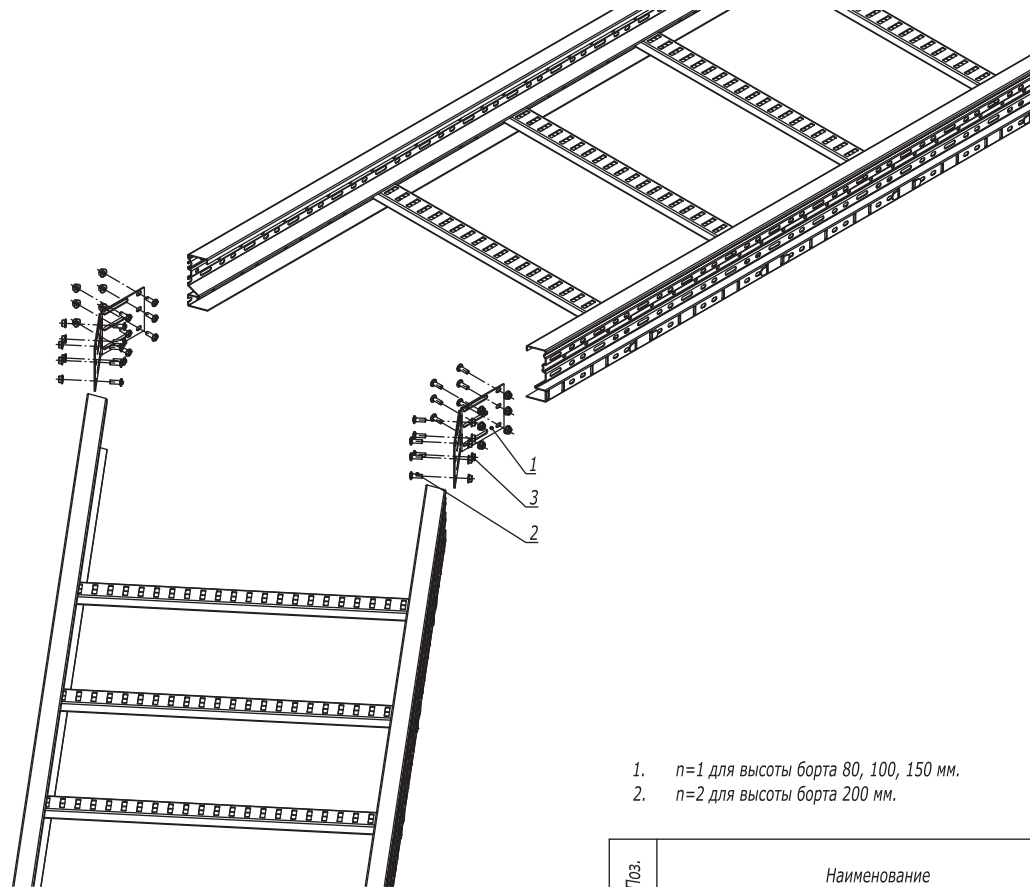 1
3
2
1. n=1 для высоты борта 80, 100, 150 мм.
2. n=2 для высоты борта 200 мм.
Поз.
Наименование